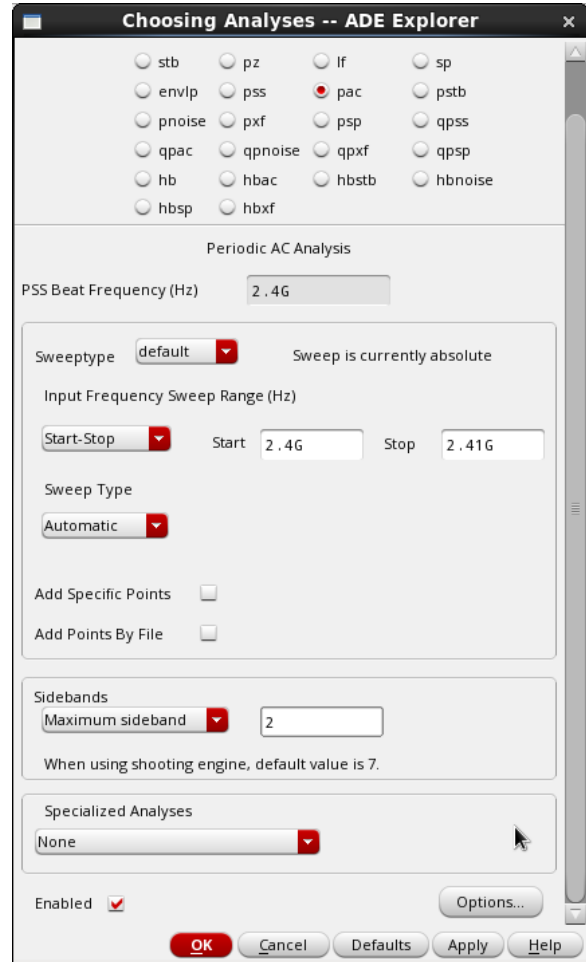 Choosing Analyses -- ADE Explorer
stb pz lf sp
envlp pss pac pstb
pnoise pxf psp qpss
qpac qpnoise qpxf qpsp
hb hbac hbstb hbnoise
hbsp hbxf
Periodic AC Analysis
PSS Beat Frequency (Hz) 2.4G
Sweeptype default Sweep is currently absolute
Input Frequency Sweep Range (Hz)
Start-Stop Start 2.4G Stop 2.41G
Sweep Type
Automatic
Add Specific Points
Add Points By File
Sidebands
Maximum sideband 2
When using shooting engine, default value is 7.
Specialized Analyses
None
Enabled Options...
OK Cancel Defaults Apply Help